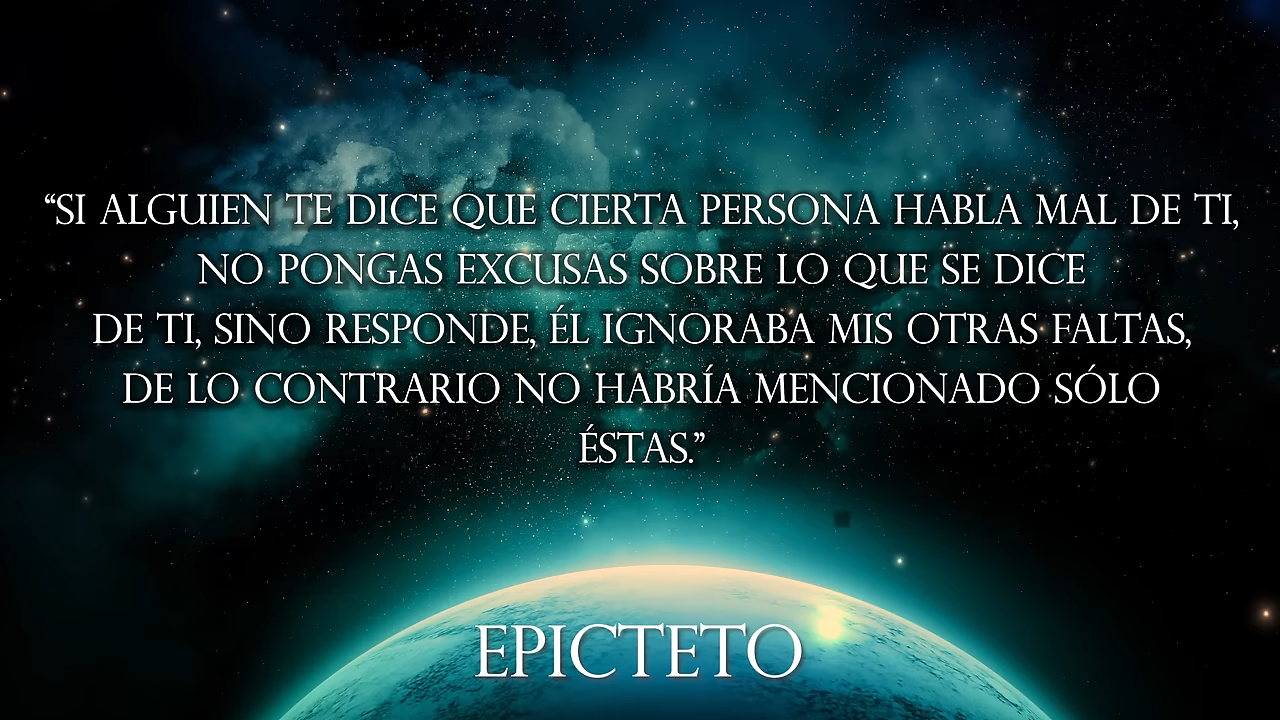 “SI ALGUIEN TE DICE QUE CIERTA PERSONA HABLA MAL DE TI,
NO PONGAS EXCUSAS SOBRE LO QUE SE DICE
DE TI, SINO RESPONDE, ÉL IGNORABA MIS OTRAS FALTAS,
DE LO CONTRARIO NO HABRÍA MENCIONADO SÓLO
ÉSTAS.”
EPICTETO